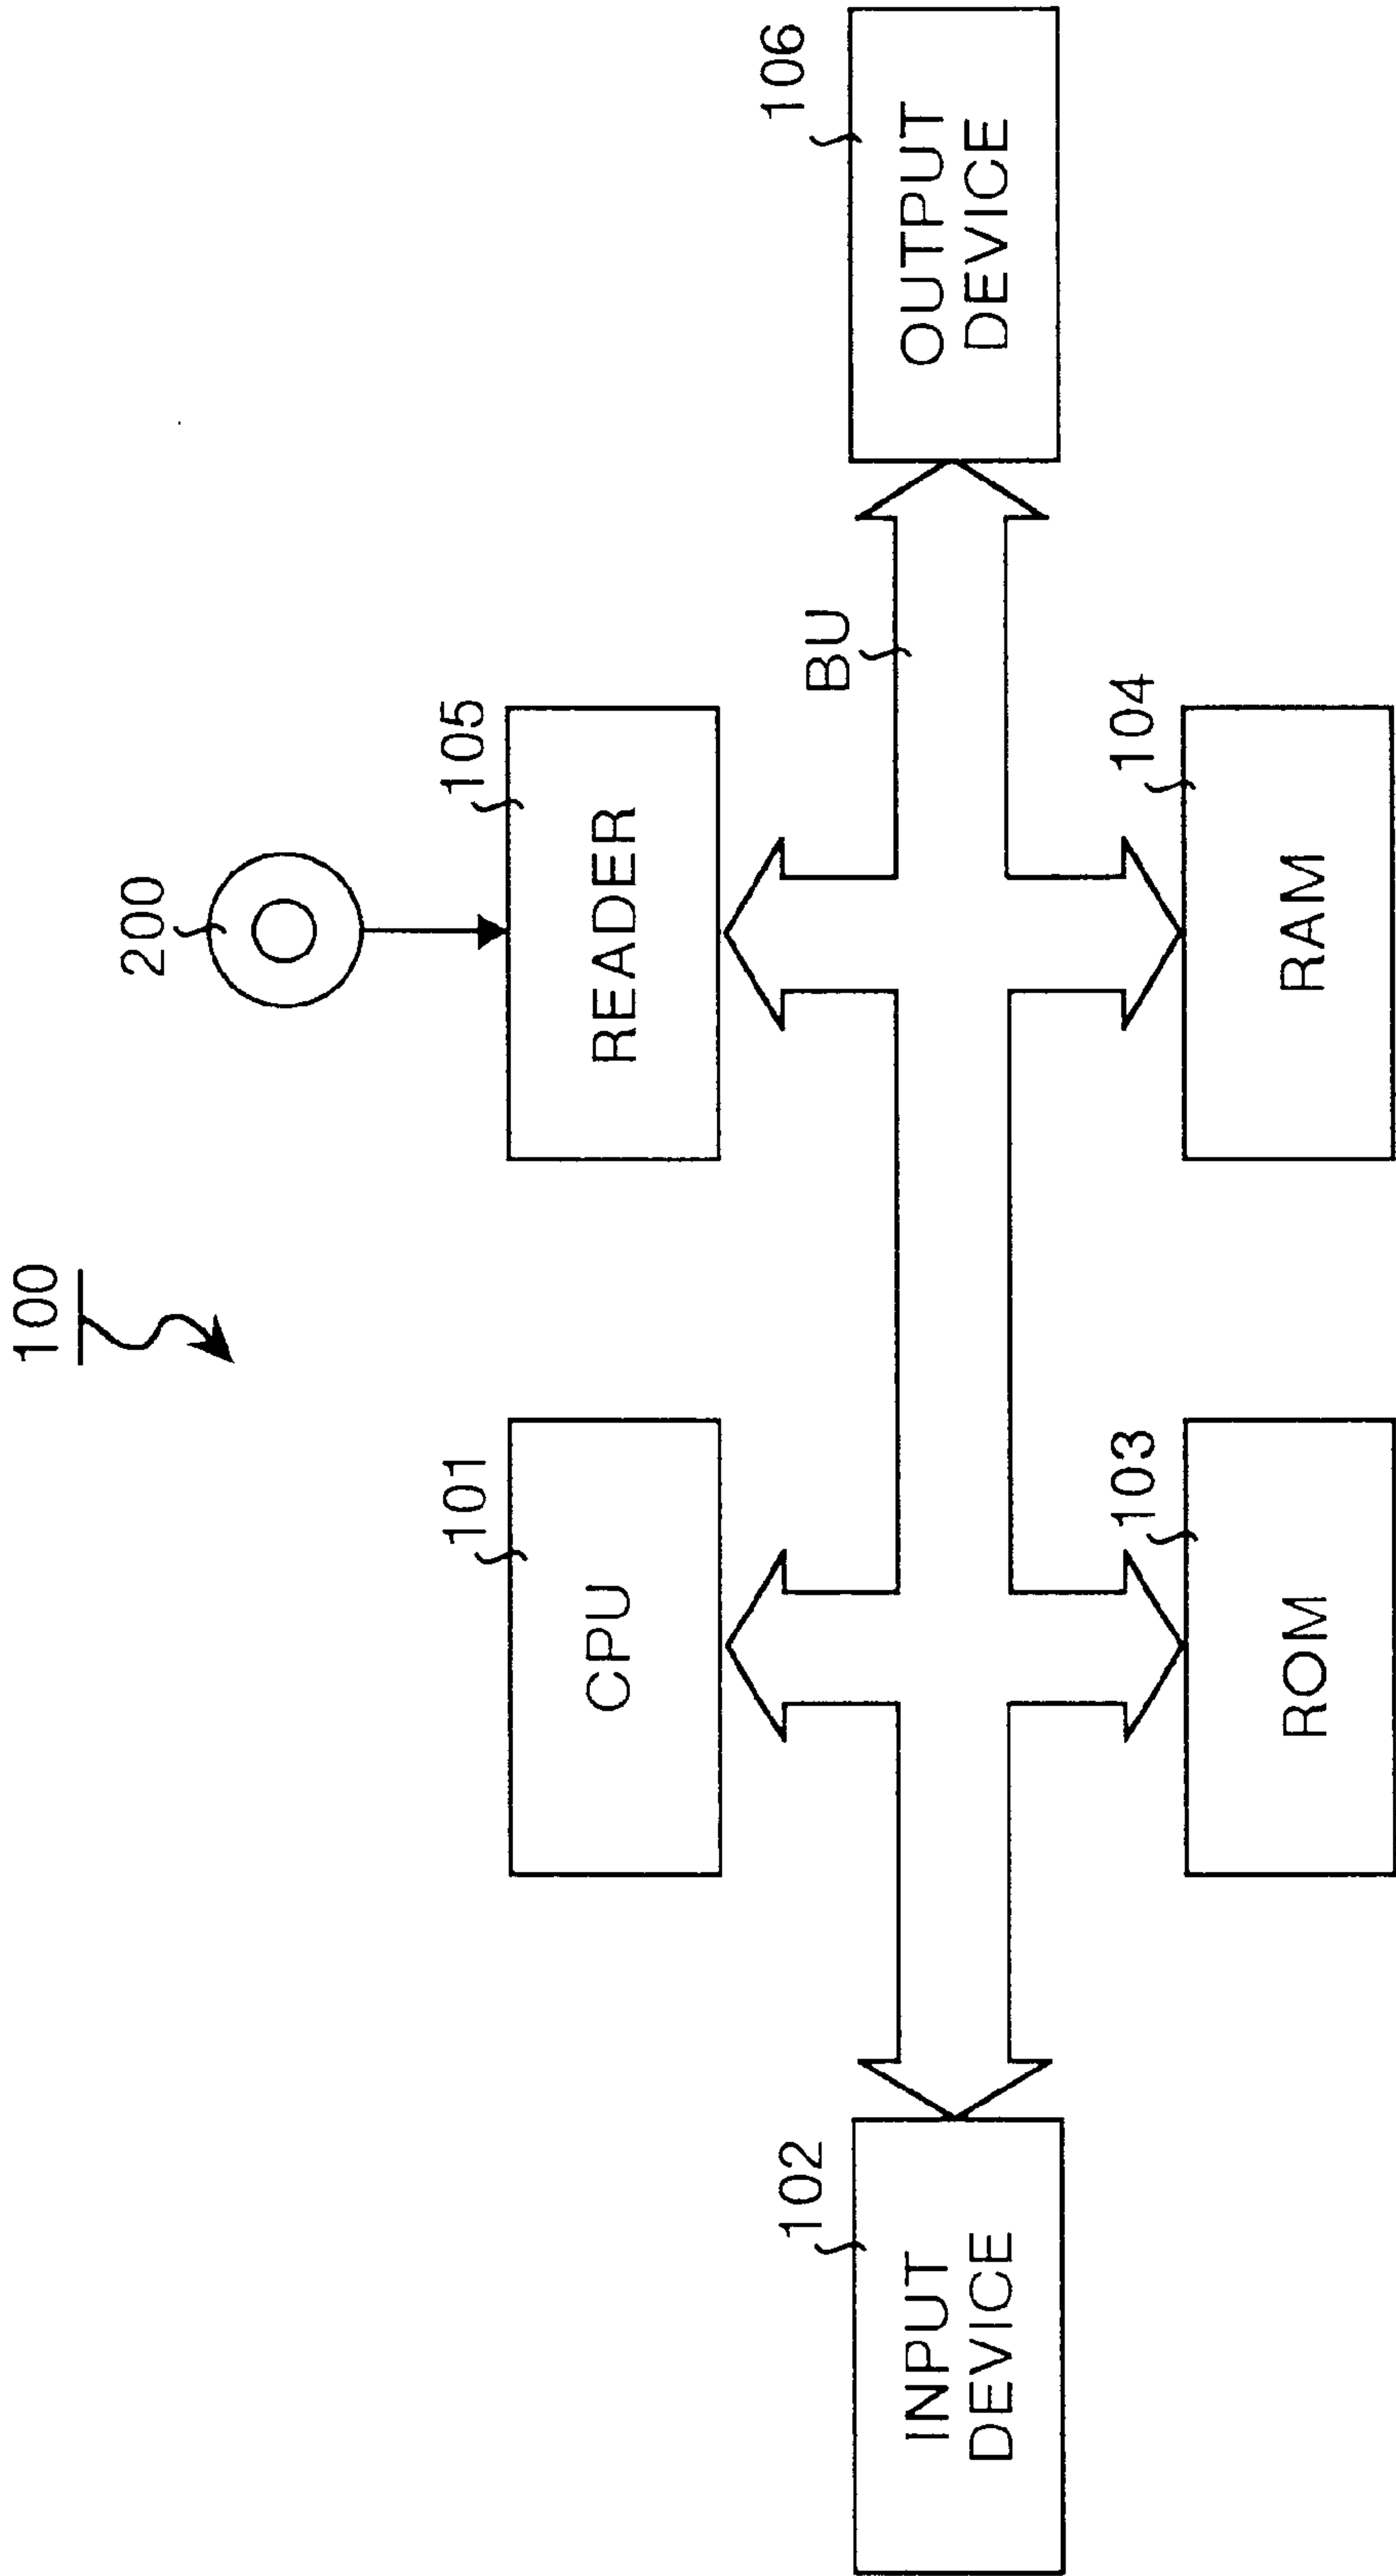 100
200
101
CPU
105
READER
102
INPUT
DEVICE
BU
106
OUTPUT
DEVICE
103
ROM
104
RAM